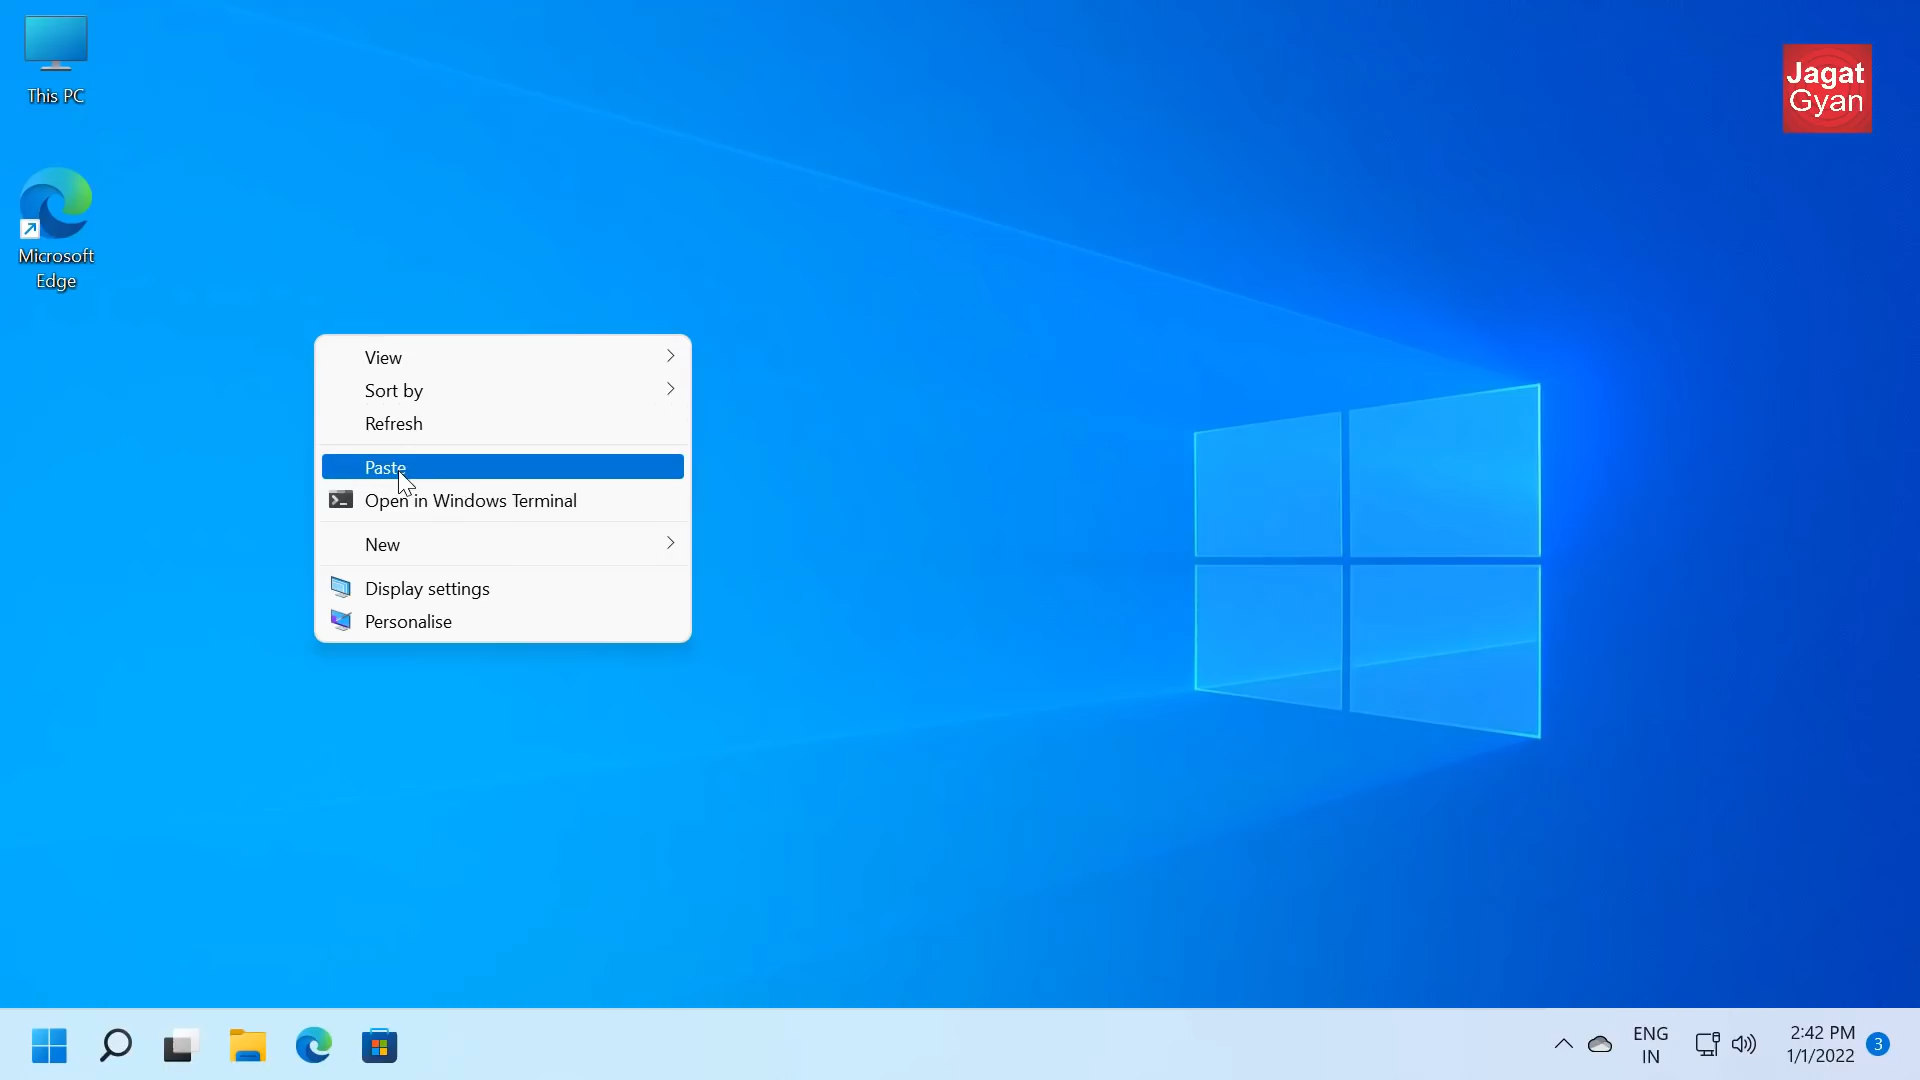 This PC
Jagat
Gyan
Microsoft
Edge
View
Sort by
Refresh
Paste
Open in Windows Terminal
New
Display settings
Personalise
ENG
IN
2:42 PM
1/1/2022
3